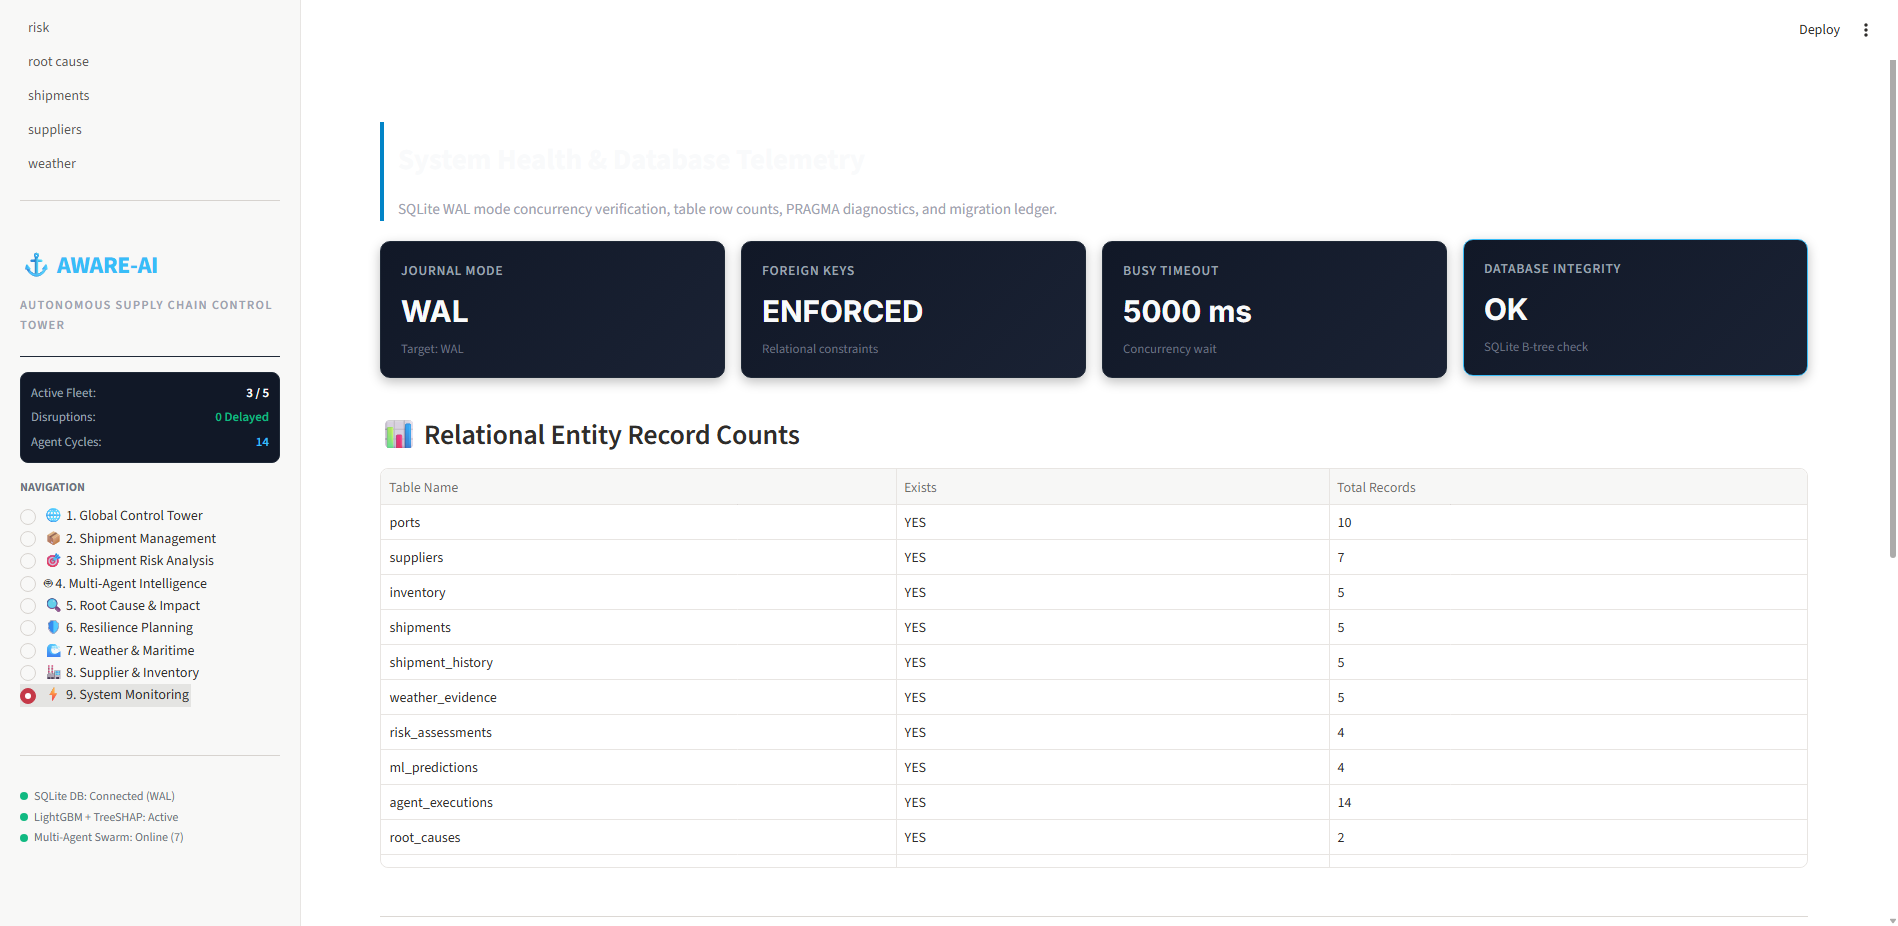 risk
root cause
shipments
suppliers
weather
AWARE-AI
AUTONOMOUS SUPPLY CHAIN CONTROL
TOWER
Active Fleet: 3 / 5
Disruptions: 0 Delayed
Agent Cycles: 14
NAVIGATION
1. Global Control Tower
2. Shipment Management
3. Shipment Risk Analysis
4. Multi-Agent Intelligence
5. Root Cause & Impact
6. Resilience Planning
7. Weather & Maritime
8. Supplier & Inventory
9. System Monitoring
SQLite DB: Connected (WAL)
LightGBM + TreeSHAP: Active
Multi-Agent Swarm: Online (7)
Deploy
System Health & Database Telemetry
SQLite WAL mode concurrency verification, table row counts, PRAGMA diagnostics, and migration ledger.
JOURNAL MODE
WAL
Target: WAL
FOREIGN KEYS
ENFORCED
Relational constraints
BUSY TIMEOUT
5000 ms
Concurrency wait
DATABASE INTEGRITY
OK
SQLite B-tree check
Relational Entity Record Counts
Table Name Exists Total Records
ports YES 10
suppliers YES 7
inventory YES 5
shipments YES 5
shipment_history YES 5
weather_evidence YES 5
risk_assessments YES 4
ml_predictions YES 4
agent_executions YES 14
root_causes YES 2